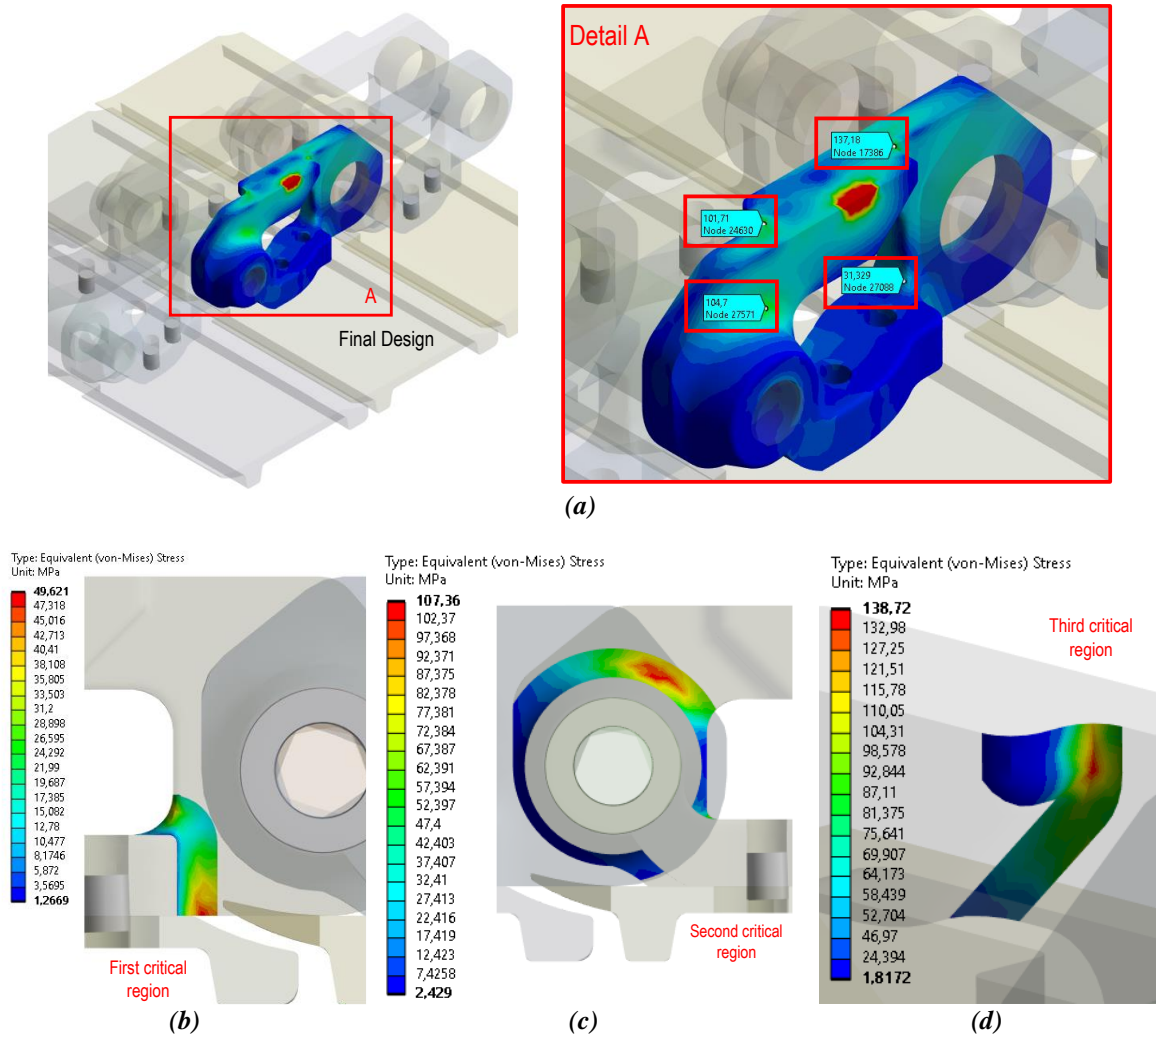 Detail A
137,18
Node 17386
101,71
Node 24630
31,329
Node 27088
104,7
Node 27571
A
Final Design
(a)
Type: Equivalent (von-Mises) Stress
Unit: MPa
49,621
47,318
45,016
42,713
40,41
38,108
35,805
33,503
31,2
28,898
26,595
24,292
21,99
19,687
17,385
15,082
12,78
10,477
8,1746
5,872
3,5695
1,2669
First critical
region
(b)
Type: Equivalent (von-Mises) Stress
Unit: MPa
107,36
102,37
97,368
92,371
87,375
82,378
77,381
72,384
67,387
62,391
57,394
52,397
47,4
42,403
37,407
32,41
27,413
22,416
17,419
12,423
7,4258
2,429
Second critical
region
(c)
Type: Equivalent (von-Mises) Stress
Unit: MPa
138,72
132,98
127,25
121,51
115,78
110,05
104,31
98,578
92,844
87,11
81,375
75,641
69,907
64,173
58,439
52,704
46,97
24,394
1,8172
Third critical
region
(d)